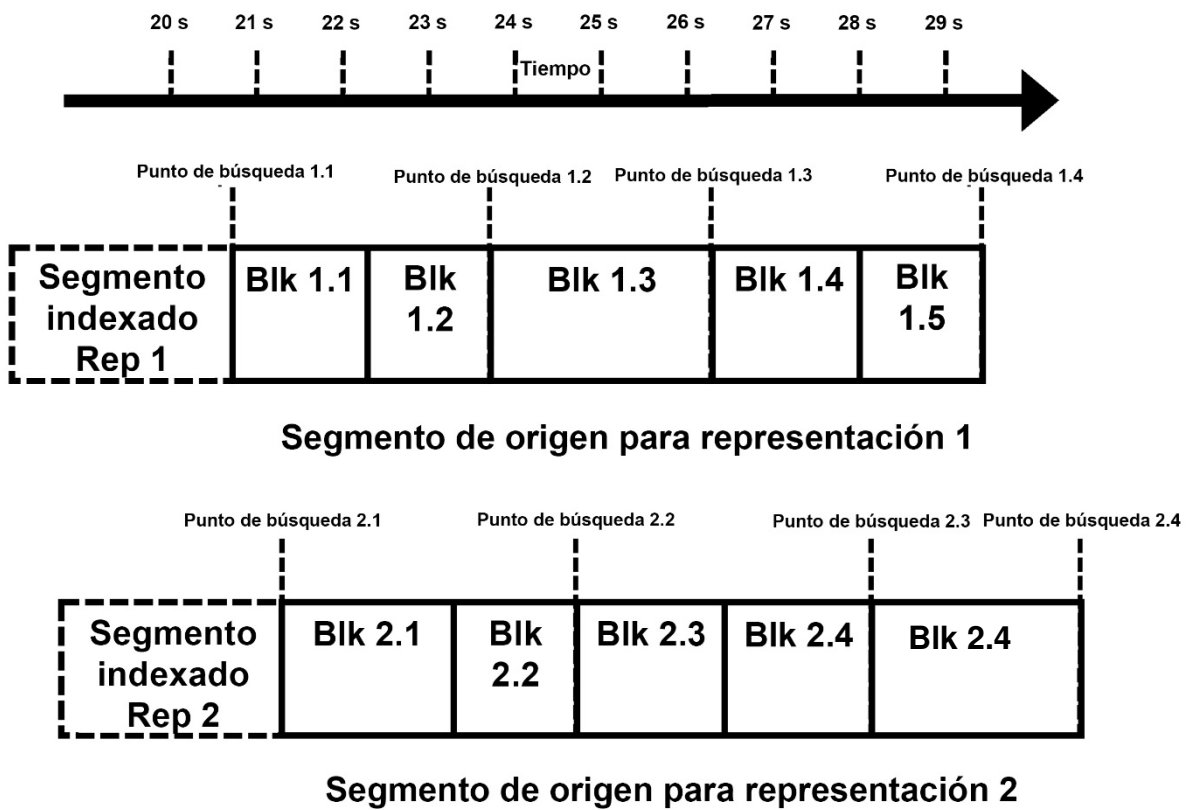 20 s 21 s 22 s 23 s 24 s 25 s 26 s 27 s 28 s 29 s
Tiempo
Punto de búsqueda 1.1 Punto de búsqueda 1.2 Punto de búsqueda 1.3 Punto de búsqueda 1.4
Segmento
indexado
Rep 1
Blk 1.1
Blk
1.2
Blk 1.3
Blk 1.4
Blk
1.5
Segmento de origen para representación 1
Punto de búsqueda 2.1 Punto de búsqueda 2.2 Punto de búsqueda 2.3 Punto de búsqueda 2.4
Segmento
indexado
Rep 2
Blk 2.1
Blk
2.2
Blk 2.3
Blk 2.4
Blk 2.4
Segmento de origen para representación 2